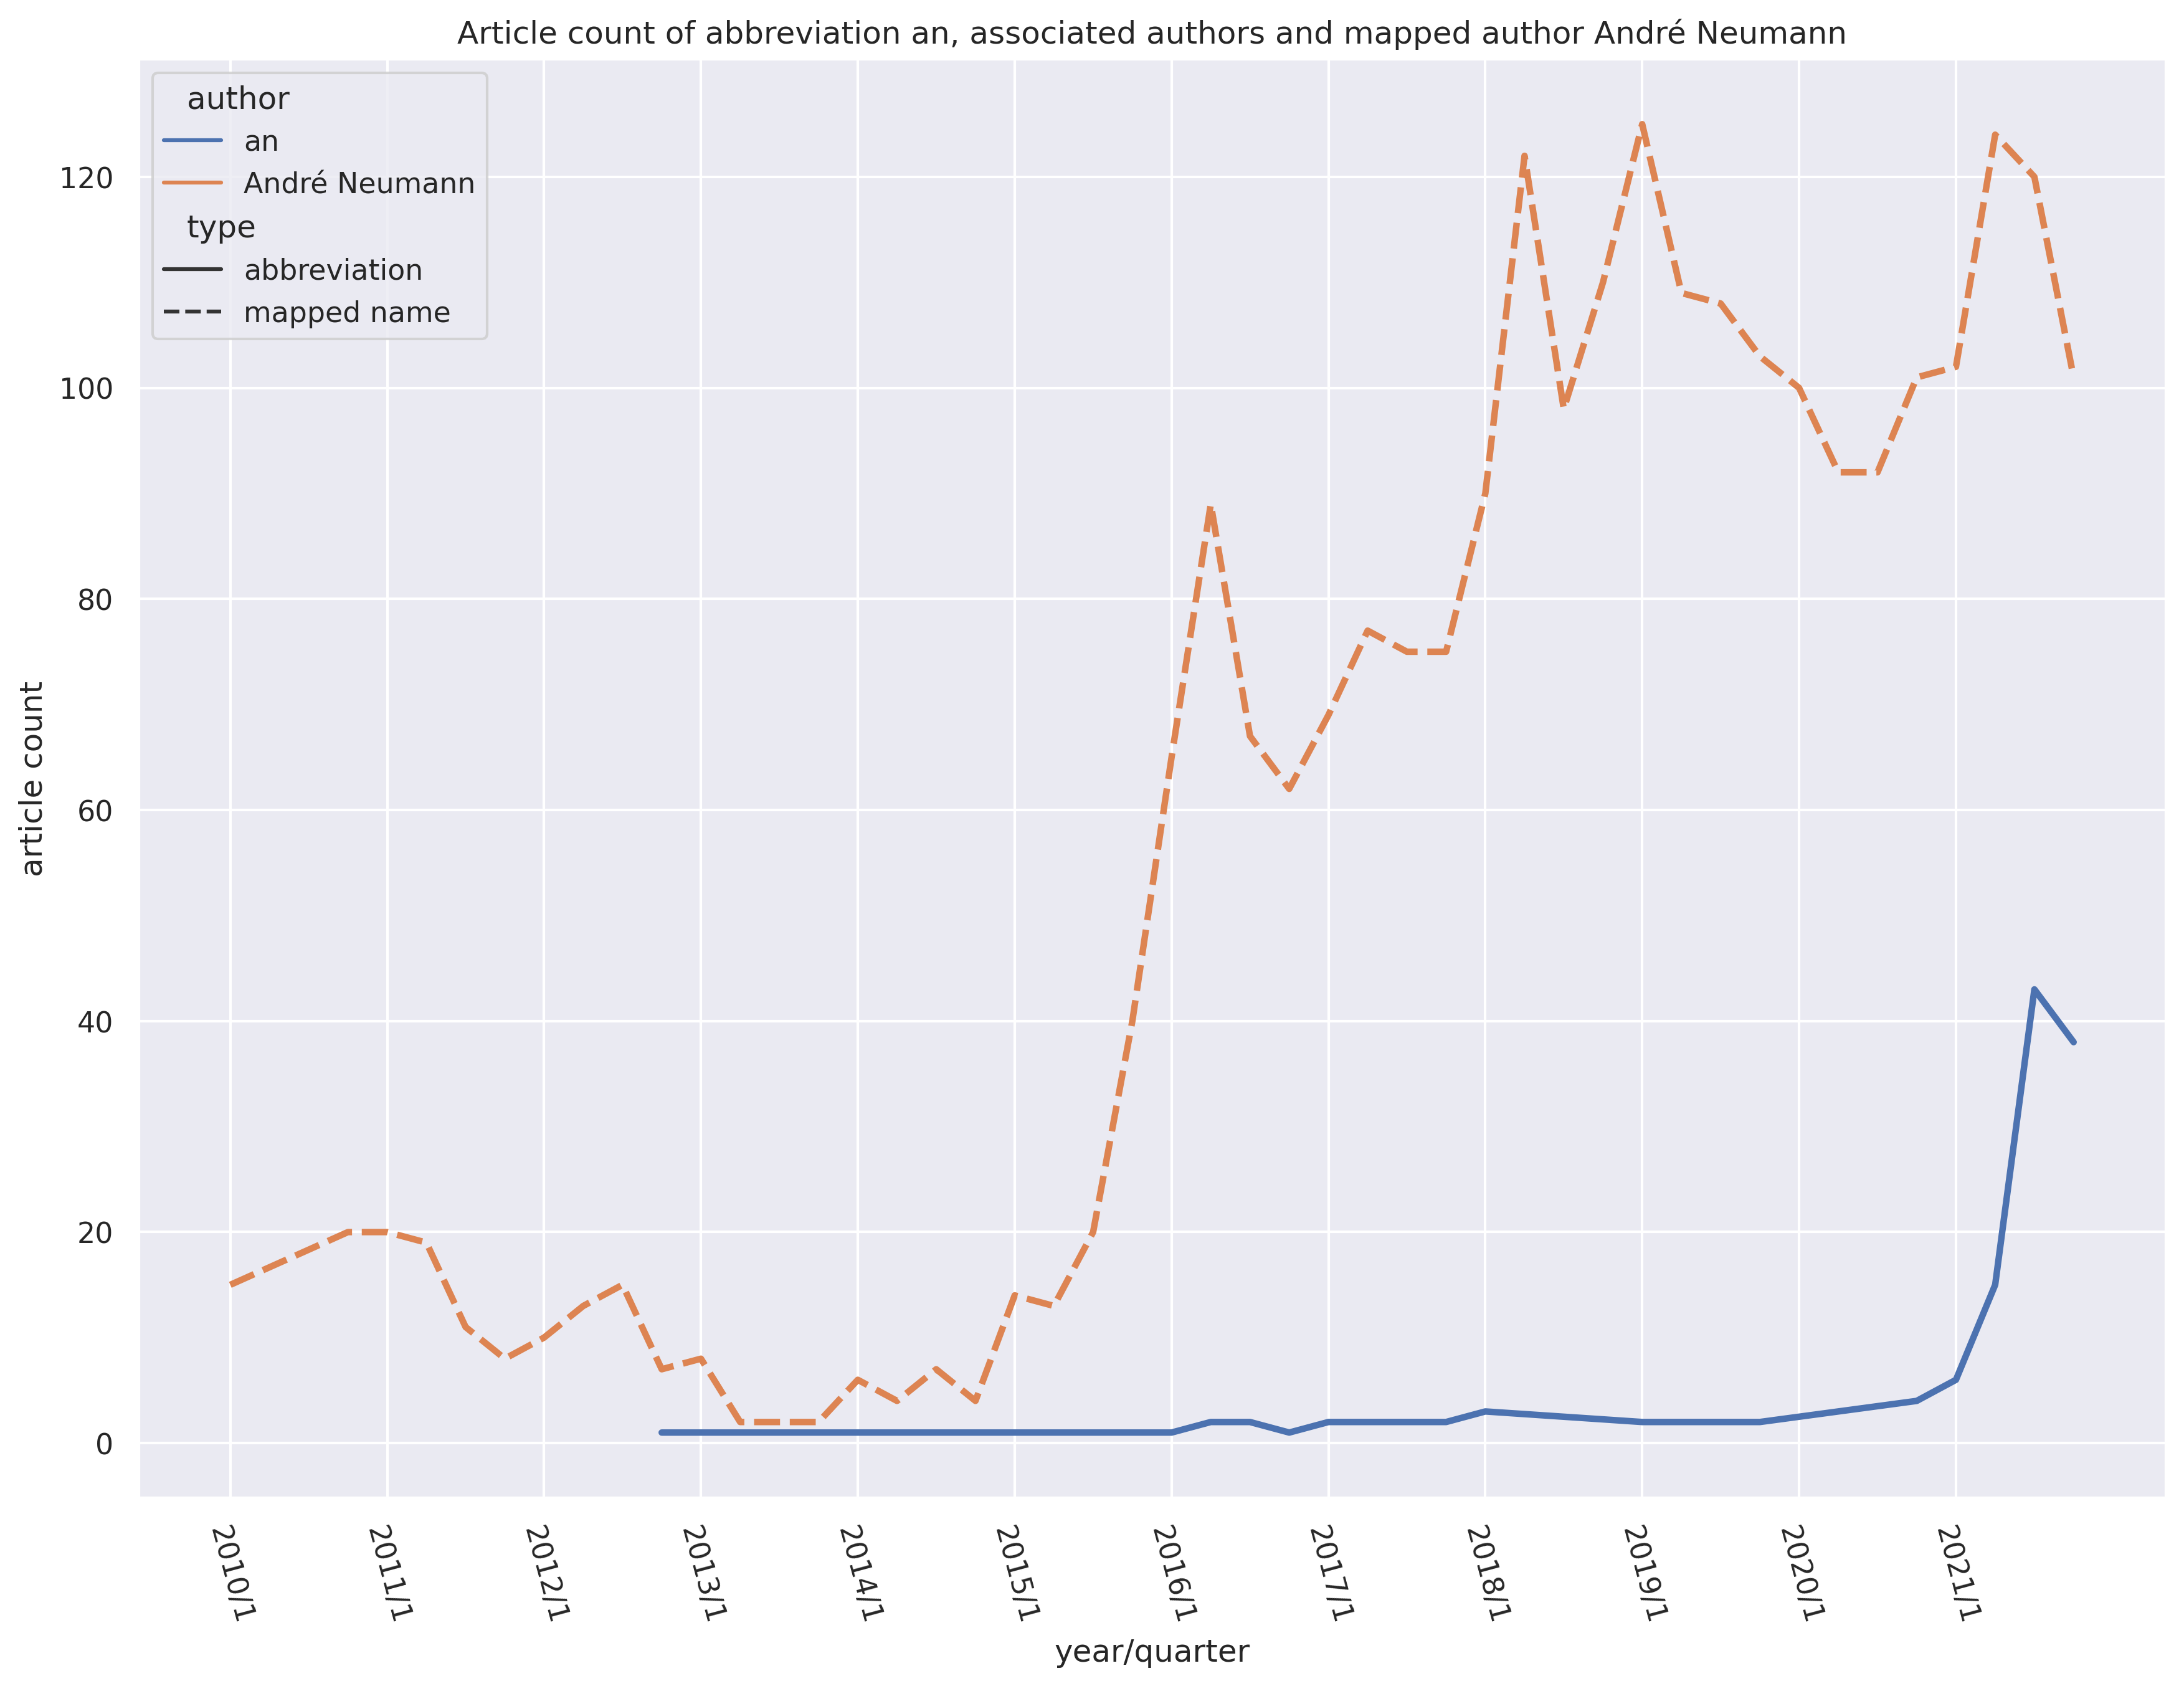 Article count of abbreviation an, associated authors and mapped author André Neumann
author
an
André Neumann
type
abbreviation
mapped name
article count
120
100
80
60
40
20
0
2010/1
2011/1
2012/1
2013/1
2014/1
2015/1
2016/1
2017/1
2018/1
2019/1
2020/1
2021/1
year/quarter